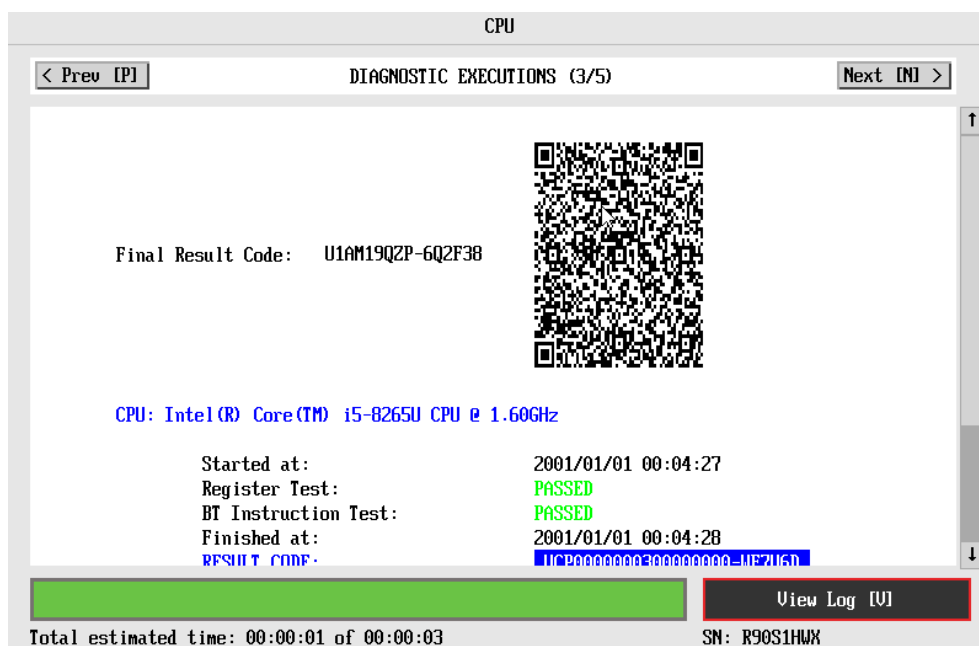 CPU
< Prev [P]
DIAGNOSTIC EXECUTIONS (3/5)
Next [N] >
Final Result Code: U1AM19QZP-6Q2F38
CPU: Intel(R) Core(TM) i5-8265U CPU @ 1.60GHz
Started at: 2001/01/01 00:04:27
Register Test: PASSED
BT Instruction Test: PASSED
Finished at: 2001/01/01 00:04:28
RESULT CODE:
View Log [V]
Total estimated time: 00:00:01 of 00:00:03
SN: R90S1HWX